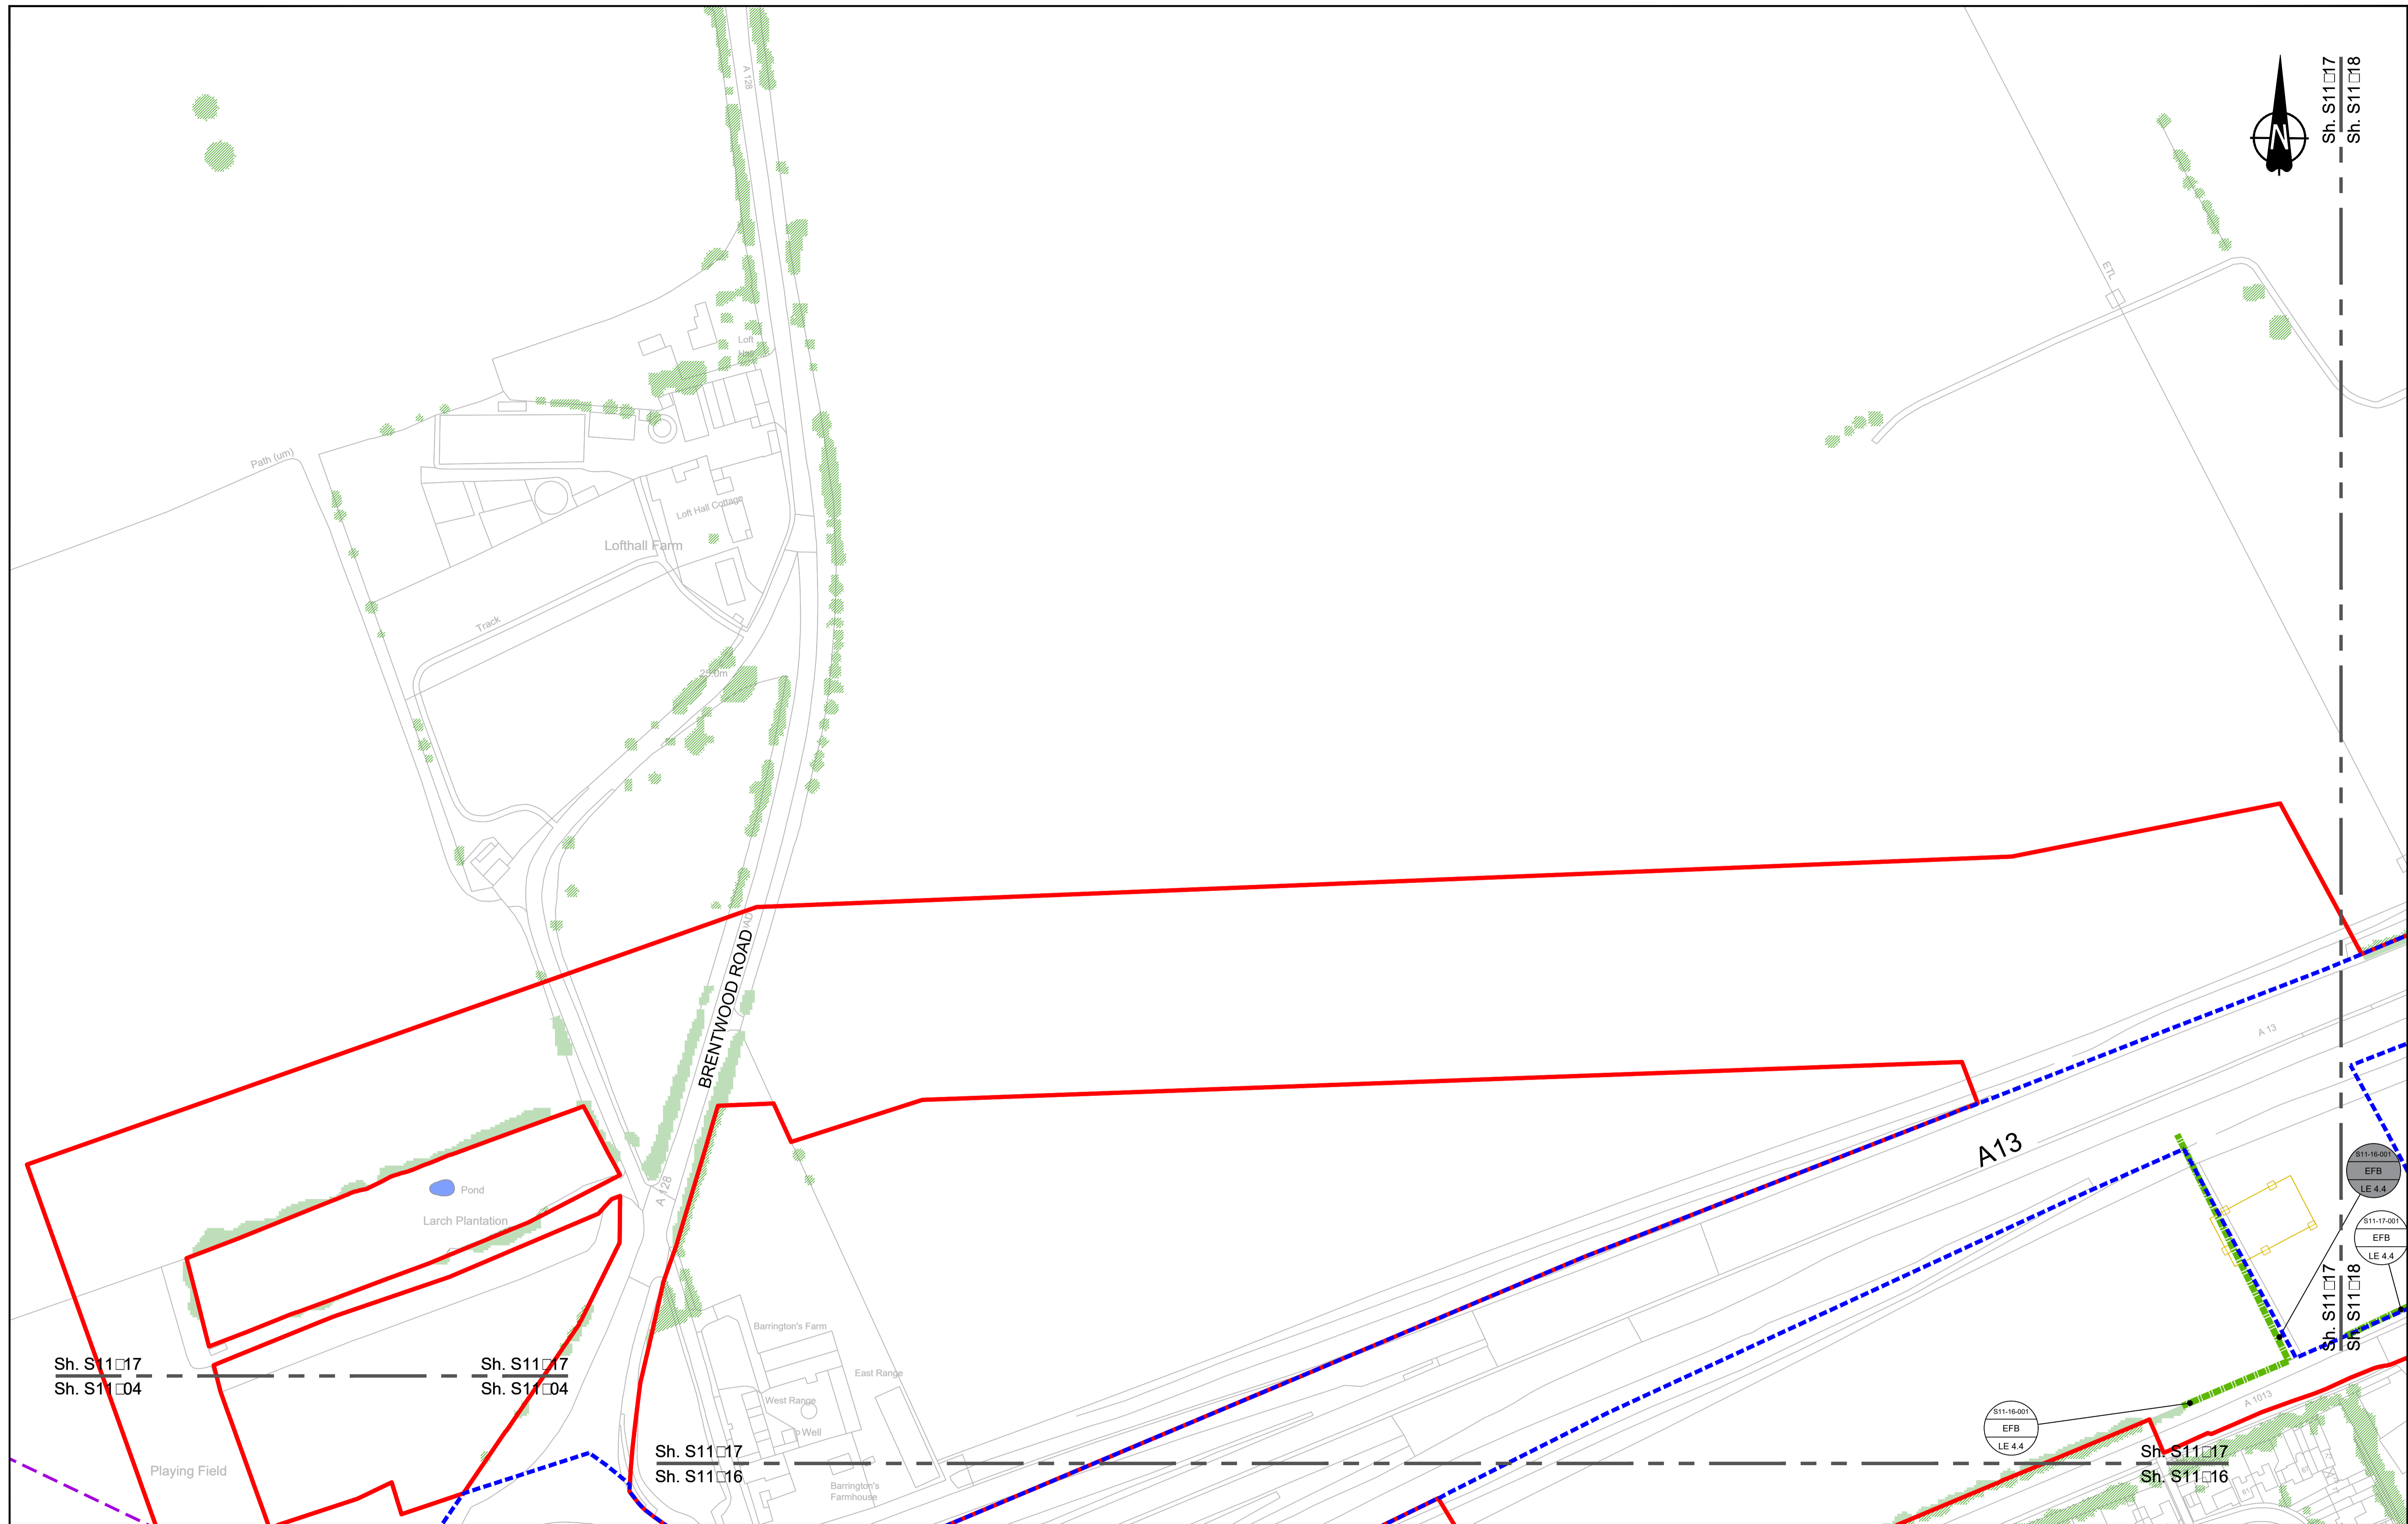 A 128
N
Sh. S11□17
Sh. S11□18
ETL
Loft
Path (um)
Loft Hall Cottage
Lofthall Farm
Track
25.0m
BRENTWOOD ROAD
A 13
A13
S11-16-001
EFB
LE 4.4
Pond
Larch Plantation
A 128
S11-17-001
EFB
LE 4.4
Sh. S11□17
Sh. S11□18
Barrington's Farm
Sh. S11□17
Sh. S11□04
Sh. S11□17
Sh. S11□04
East Range
West Range
Well
A 1013
S11-16-001
EFB
LE 4.4
Sh. S11□17
Sh. S11□16
Sh. S11□17
Sh. S11□16
Playing Field
Barrington's
Farmhouse
67
61